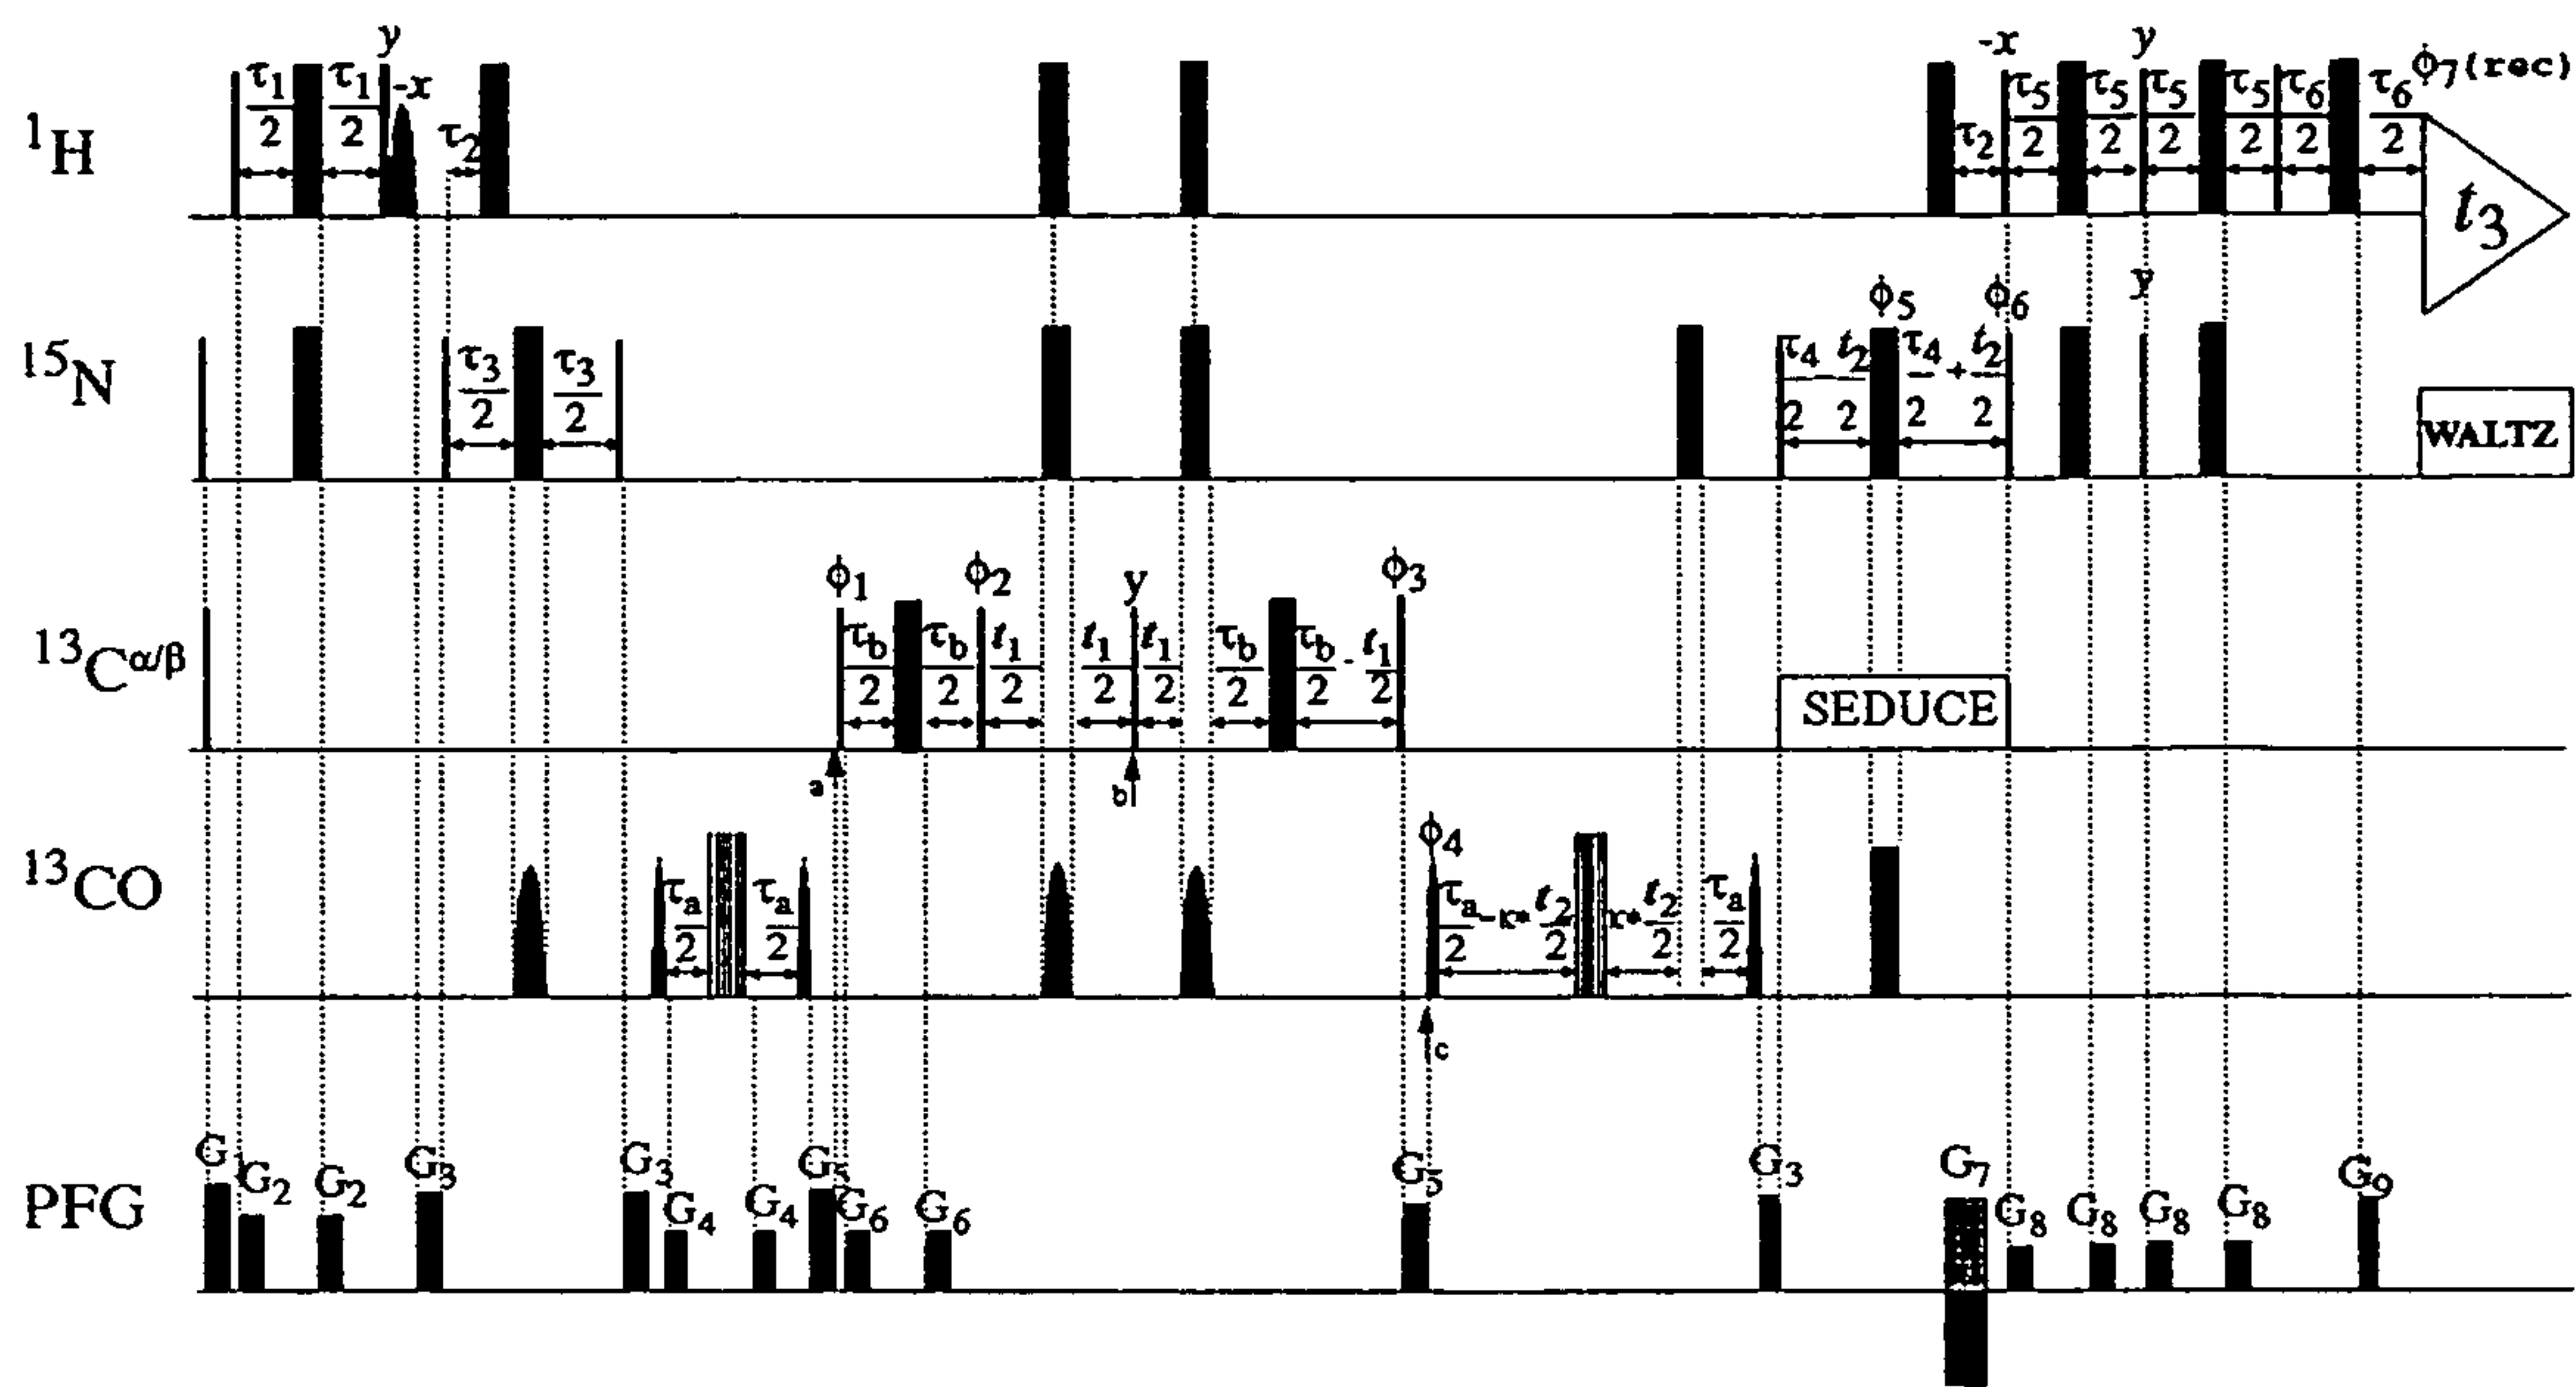 ¹H
τ₁/2 τ₁/2 y -x τ₂ τ₂ -x τ₅/2 τ₅/2 y τ₅/2 τ₅/2 τ₆/2 τ₆/2 ϕ₇(rec) t₃
¹⁵N
τ₃/2 τ₃/2 τ₄/2 t₂/2 ϕ₅ τ₄/2 + t₂/2 ϕ₆ y WALTZ
¹³Cα/β
ϕ₁ τb/2 τb/2 ϕ₂ t₁/2 t₁/2 y t₁/2 τb/2 τb/2 - t₁/2 ϕ₃ SEDUCE
a b
¹³CO
τa/2 τa/2 ϕ₄ τa/2 -κ* t₂/2 κ* t₂/2 τa/2
c
PFG
G₁ G₂ G₂ G₃ G₃ G₄ G₄ G₅ G₆ G₆ G₅ G₃ G₇ G₈ G₈ G₈ G₈ G₉